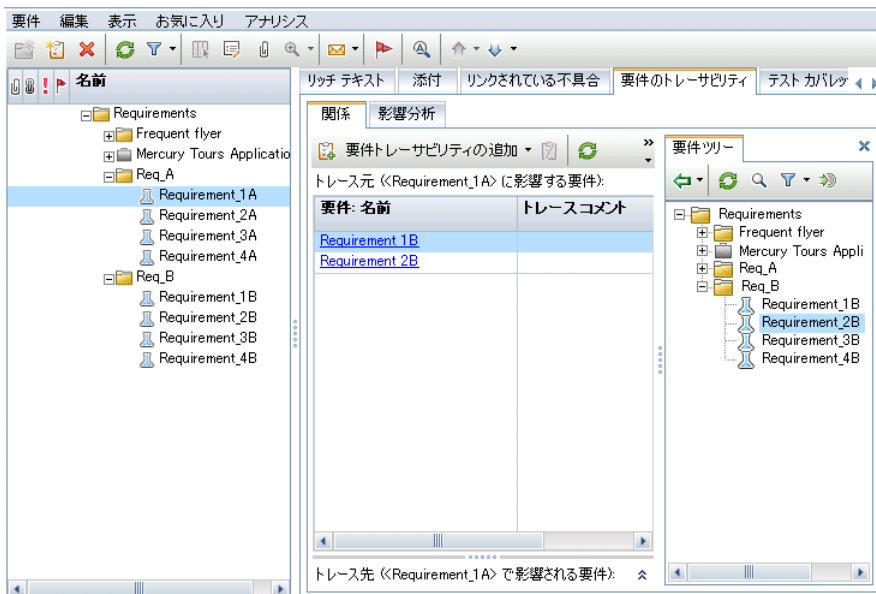 要件 編集 表示 お気に入り アナリシス
名前
Requirements
Frequent flyer
Mercury Tours Applicatio
Req_A
Requirement_1A
Requirement_2A
Requirement_3A
Requirement_4A
Req_B
Requirement_1B
Requirement_2B
Requirement_3B
Requirement_4B
リッチ テキスト 添付 リンクされている不具合 要件のトレーサビリティ テスト カバレッ
関係 影響分析
要件トレーサビリティの追加
トレース元 (<Requirement_1A> に影響する要件):
要件: 名前 トレースコメント
Requirement 1B
Requirement 2B
トレース先 (<Requirement_1A> で影響される要件):
要件ツリー
Requirements
Frequent flyer
Mercury Tours Appli
Req_A
Req_B
Requirement_1B
Requirement_2B
Requirement_3B
Requirement_4B